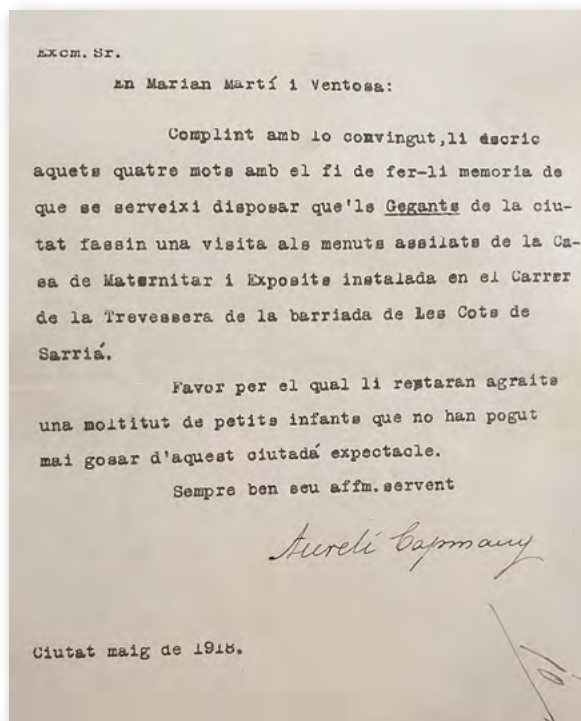 Excm. Sr.
En Marian Martí i Ventosa:
Complint amb lo convingut, li escric
aquets quatre mots amb el fi de fer-li memoria de
que se serveixi disposar que'ls Gegants de la ciu-
tat fassin una visita als menuts assilats de la Ca-
sa de Maternitar i Exposits instalada en el Carrer
de la Trevessera de la barriada de Les Cots de
Sarriá.
Favor per el qual li restaran agraits
una moltitut de petits infants que no han pogut
mai gosar d'aquest ciutadá expectacle.
Sempre ben seu affm. servent
Aureli Capmany
Ciutat maig de 1918.